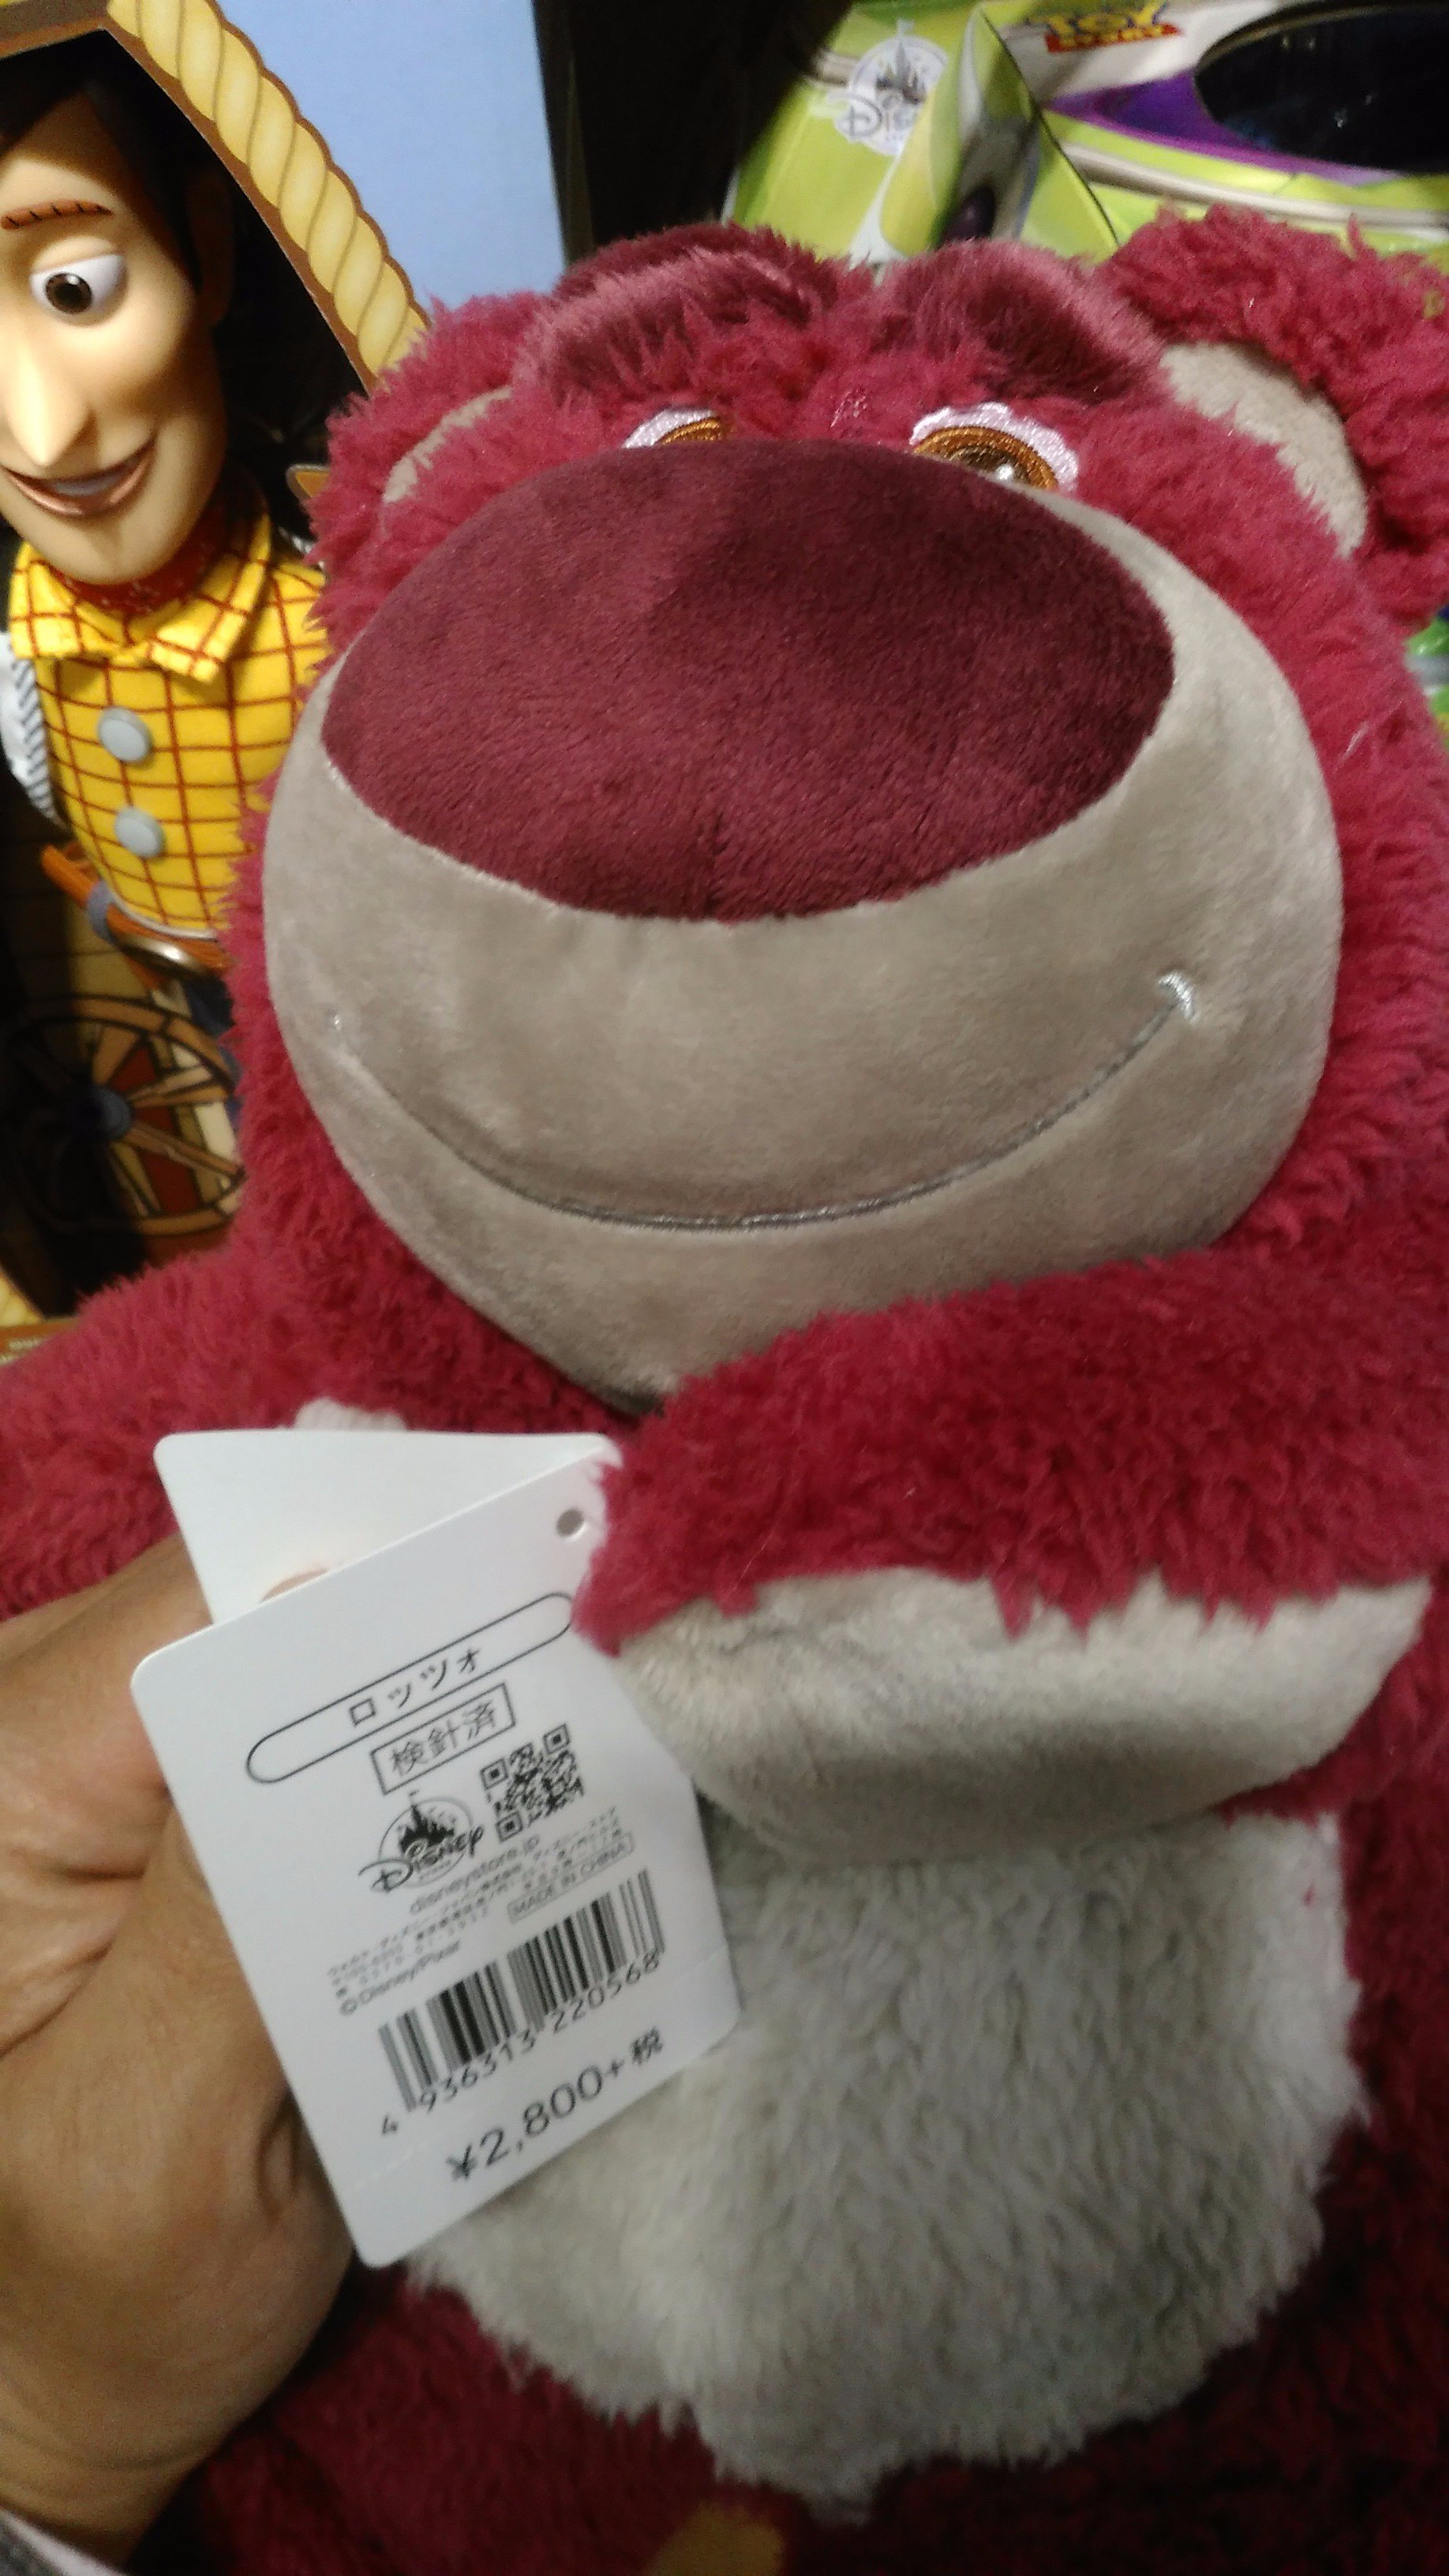 TOY
ロッツォ
検針済
Disney
disneystore.jp
MADE IN CHINA
©Disney/Pixar
4 936313 220568
¥2,800+税